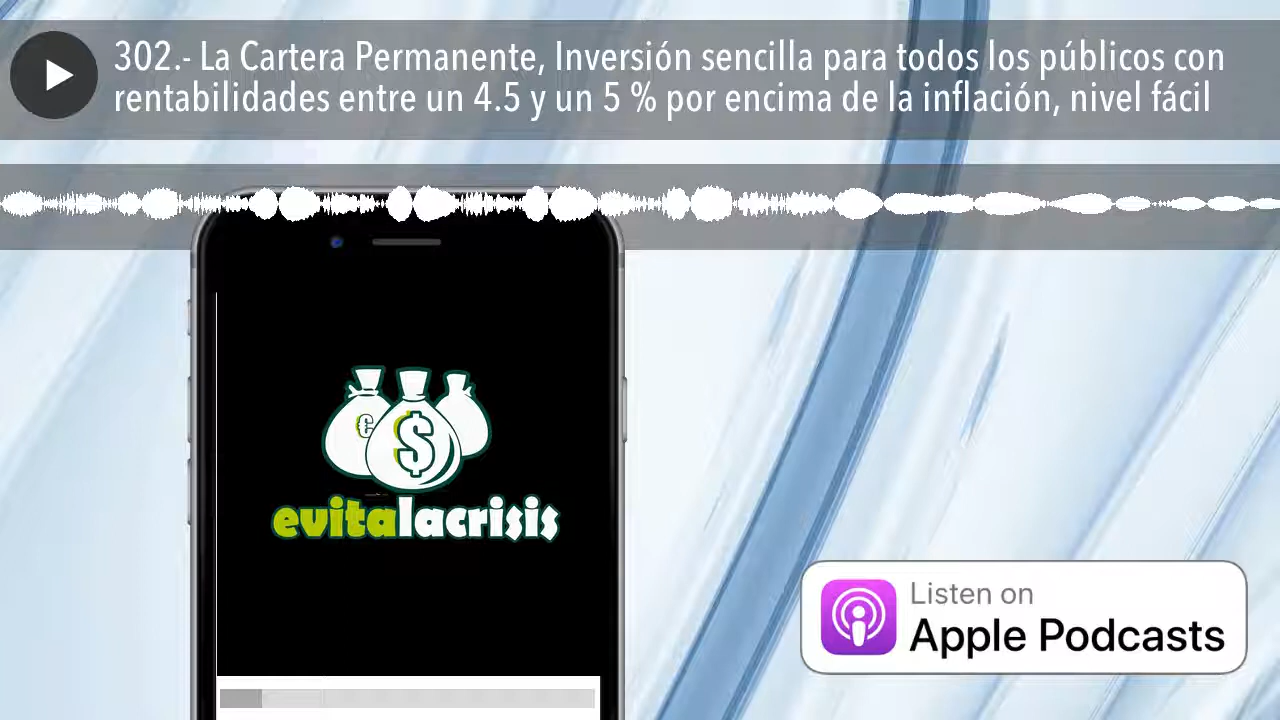 302.- La Cartera Permanente, Inversión sencilla para todos los públicos con
rentabilidades entre un 4.5 y un 5 % por encima de la inflación, nivel fácil
€
$
evitalacrisis
Listen on
Apple Podcasts